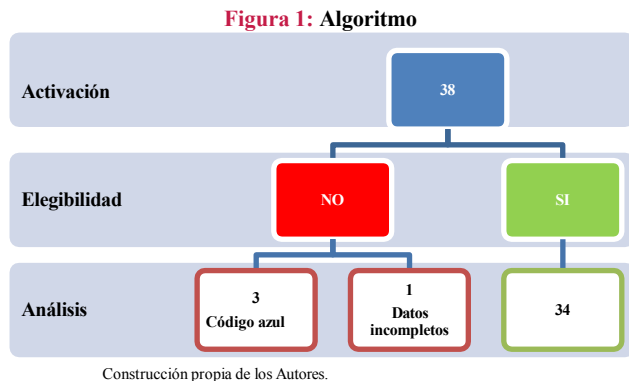 Figura 1: Algoritmo
Activación
38
Elegibilidad
NO
SI
Análisis
3
Código azul
1
Datos
incompletos
34
Construcción propia de los Autores.